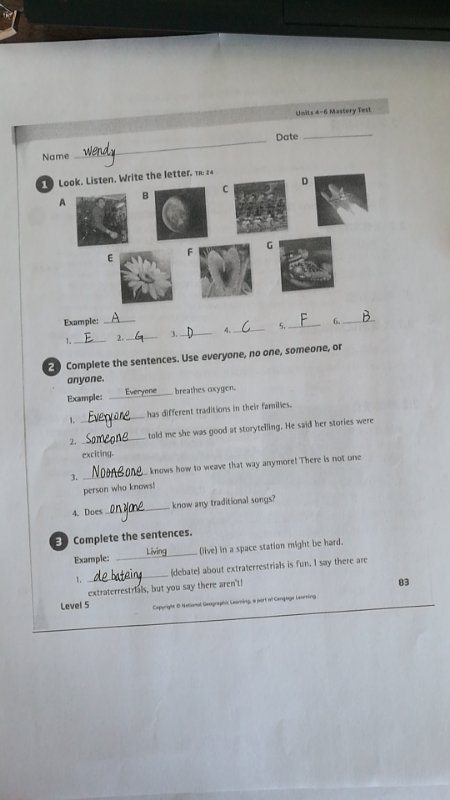 Units 4–6 Mastery Test
Name Wendy Date
1 Look. Listen. Write the letter. TR: 24
A B C D
E F G
Example: A
1. E 2. G 3. D 4. C 5. F 6. B
2 Complete the sentences. Use everyone, no one, someone, or
anyone.
Example: Everyone breathes oxygen.
1. Everyone has different traditions in their families.
2. Someone told me she was good at storytelling. He said her stories were
exciting.
3. knows how to weave that way anymore! There is not one
person who knows!
4. Does anyone know any traditional songs?
3 Complete the sentences.
Example: Living (live) in a space station might be hard.
1. debateing (debate) about extraterrestrials is fun. I say there are
extraterrestrials, but you say there aren't!
Level 5 Copyright © National Geographic Learning, a part of Cengage Learning 83